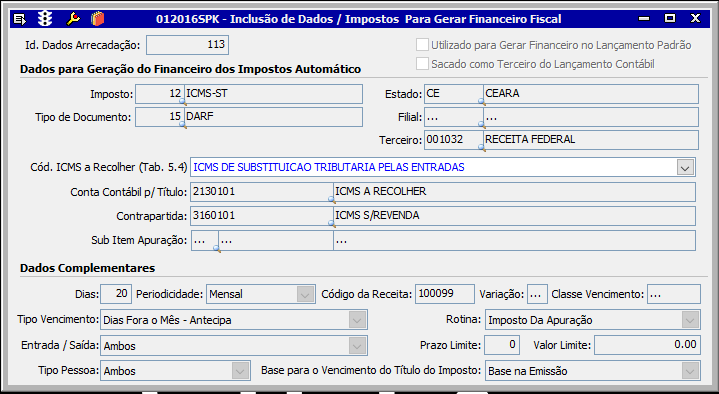 012016SPK - Inclusão de Dados / Impostos Para Gerar Financeiro Fiscal
Id. Dados Arrecadação: 113
Utilizado para Gerar Financeiro no Lançamento Padrão
Sacado como Terceiro do Lançamento Contábil
Dados para Geração do Financeiro dos Impostos Automático
Imposto: 12 ICMS-ST Estado: CE CEARA
Tipo de Documento: 15 DARF Filial: ... ...
Terceiro: 001032 RECEITA FEDERAL
Cód. ICMS a Recolher (Tab. 5.4) ICMS DE SUBSTITUICAO TRIBUTARIA PELAS ENTRADAS
Conta Contábil p/ Título: 2130101 ICMS A RECOLHER
Contrapartida: 3160101 ICMS S/REVENDA
Sub Item Apuração: ... ... ...
Dados Complementares
Dias: 20 Periodicidade: Mensal Código da Receita: 100099 Variação: ... Classe Vencimento: ...
Tipo Vencimento: Dias Fora o Mês - Antecipa Rotina: Imposto Da Apuração
Entrada / Saída: Ambos Prazo Limite: 0 Valor Limite: 0.00
Tipo Pessoa: Ambos Base para o Vencimento do Título do Imposto: Base na Emissão